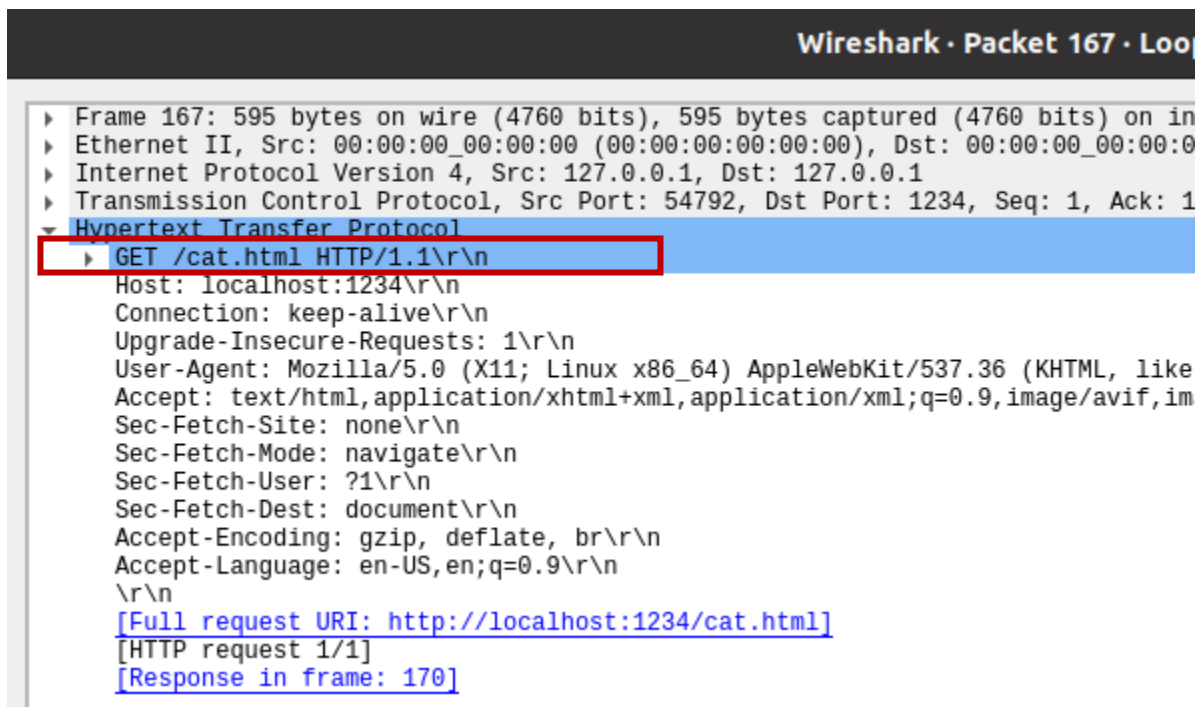 Wireshark · Packet 167 · Loop
Frame 167: 595 bytes on wire (4760 bits), 595 bytes captured (4760 bits) on in
Ethernet II, Src: 00:00:00_00:00:00 (00:00:00:00:00:00), Dst: 00:00:00_00:00:0
Internet Protocol Version 4, Src: 127.0.0.1, Dst: 127.0.0.1
Transmission Control Protocol, Src Port: 54792, Dst Port: 1234, Seq: 1, Ack: 1
Hypertext Transfer Protocol
GET /cat.html HTTP/1.1\r\n
Host: localhost:1234\r\n
Connection: keep-alive\r\n
Upgrade-Insecure-Requests: 1\r\n
User-Agent: Mozilla/5.0 (X11; Linux x86_64) AppleWebKit/537.36 (KHTML, like
Accept: text/html,application/xhtml+xml,application/xml;q=0.9,image/avif,im
Sec-Fetch-Site: none\r\n
Sec-Fetch-Mode: navigate\r\n
Sec-Fetch-User: ?1\r\n
Sec-Fetch-Dest: document\r\n
Accept-Encoding: gzip, deflate, br\r\n
Accept-Language: en-US,en;q=0.9\r\n
\r\n
[Full request URI: http://localhost:1234/cat.html]
[HTTP request 1/1]
[Response in frame: 170]